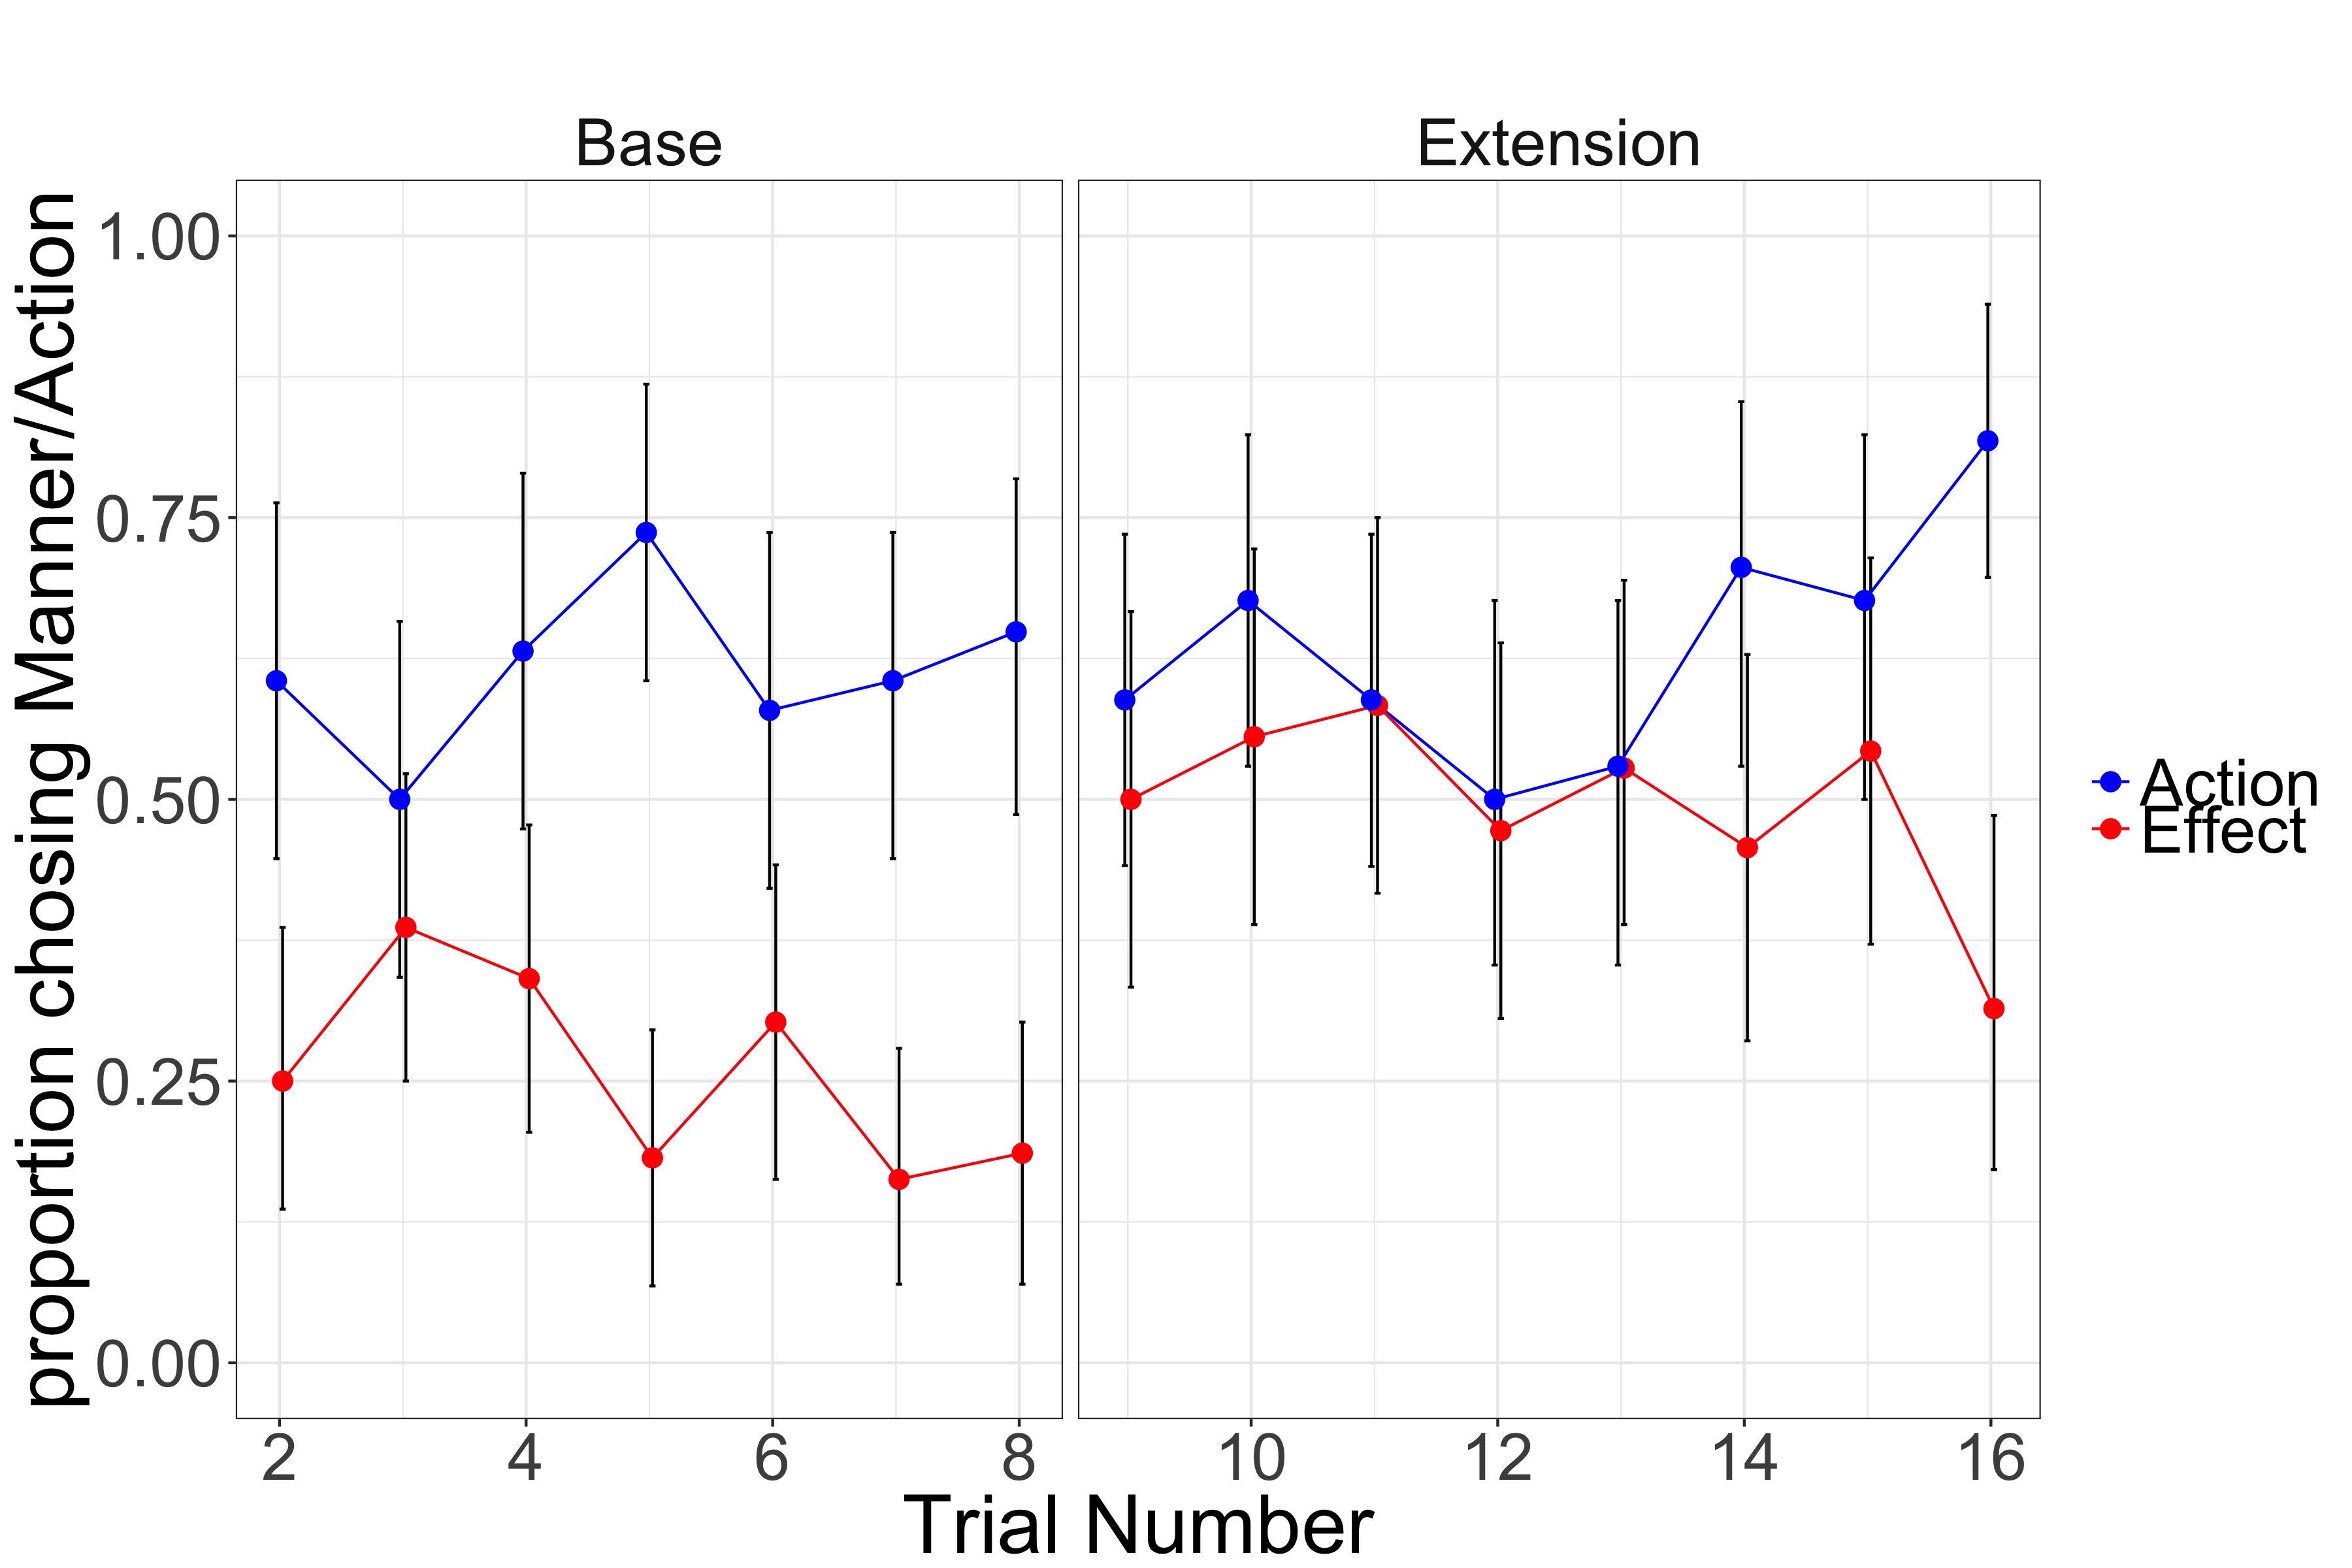 Base
Extension
proportion chosing Manner/Action
1.00
0.75
0.50
0.25
0.00
2
4
6
8
10
12
14
16
Trial Number
Action
Effect